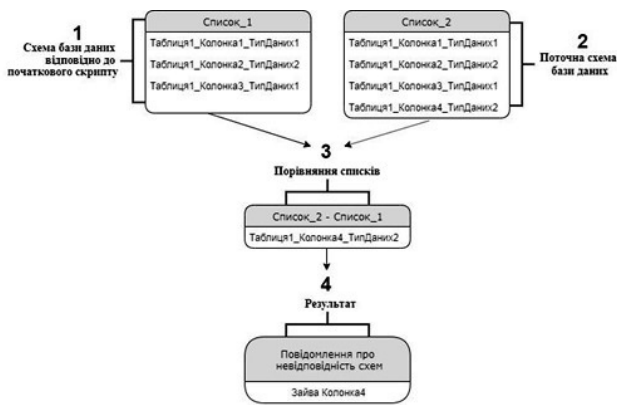 1
Схема бази даних
відповідно до
початкового скрипту
Список_1
Таблиця1_Колонка1_ТипДаних1
Таблиця1_Колонка2_ТипДаних2
Таблиця1_Колонка3_ТипДаних1
Список_2
Таблиця1_Колонка1_ТипДаних1
Таблиця1_Колонка2_ТипДаних2
Таблиця1_Колонка3_ТипДаних1
Таблиця1_Колонка4_ТипДаних2
2
Поточна схема
бази даних
3
Порівняння списків
Список_2 - Список_1
Таблиця1_Колонка4_ТипДаних2
4
Результат
Повідомлення про
невідповідність схем
Зайва Колонка4